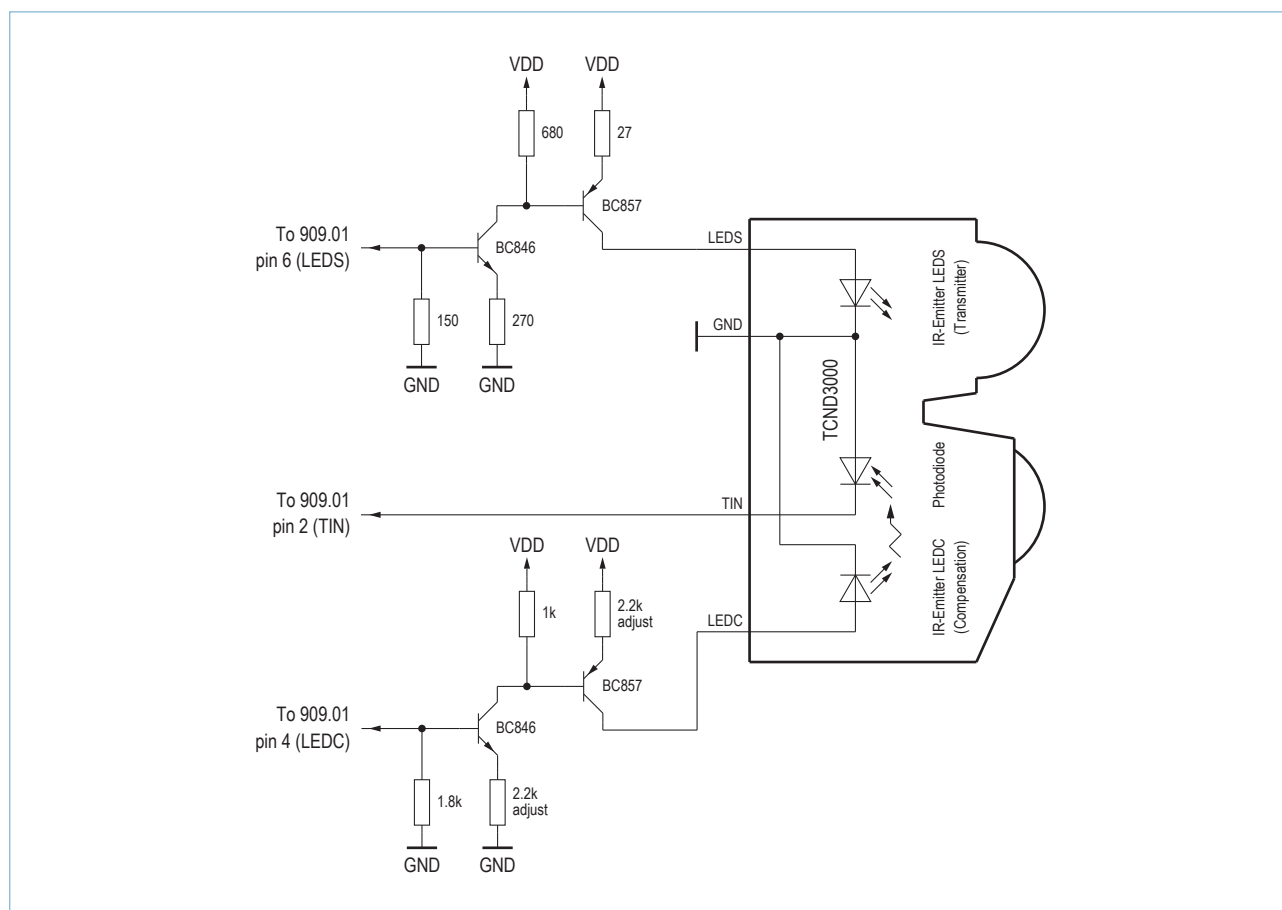 VDD
VDD
680
27
BC857
To 909.01
pin 6 (LEDS)
BC846
LEDS
150
270
GND
GND
GND
IR-Emitter LEDS
(Transmitter)
TCND3000
Photodiode
To 909.01
pin 2 (TIN)
TIN
IR-Emitter LEDC
(Compensation)
VDD
VDD
1k
2.2k
adjust
LEDC
BC857
To 909.01
pin 4 (LEDC)
BC846
1.8k
2.2k
adjust
GND
GND